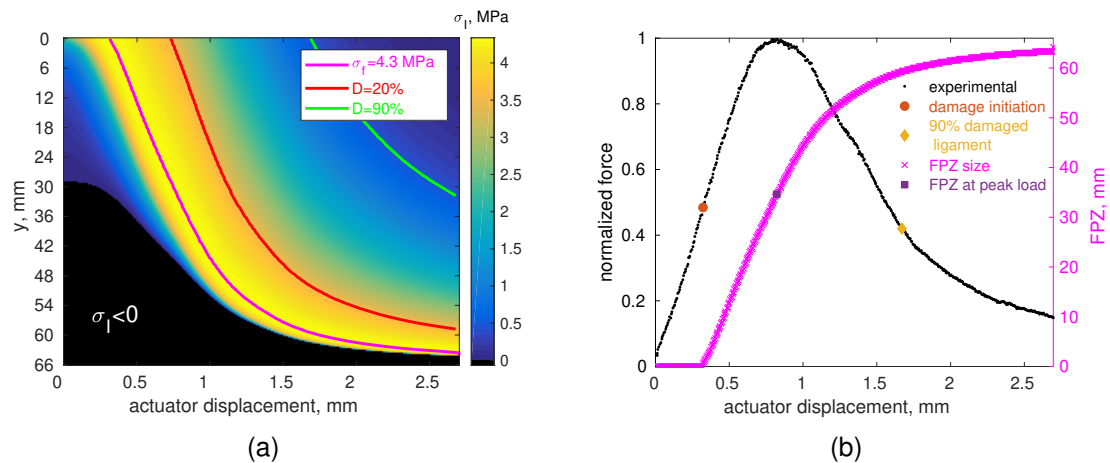 σ_I, MPa
0
6
12
18
24
30
36
42
48
54
60
66
y, mm
σ_f=4.3 MPa
D=20%
D=90%
σ_I<0
0
0.5
1
1.5
2
2.5
actuator displacement, mm
4
3.5
3
2.5
2
1.5
1
0.5
0
(a)
1
0.8
0.6
0.4
0.2
0
normalized force
experimental
damage initiation
90% damaged
ligament
FPZ size
FPZ at peak load
60
50
40
30
20
10
0
FPZ, mm
0
0.5
1
1.5
2
2.5
actuator displacement, mm
(b)